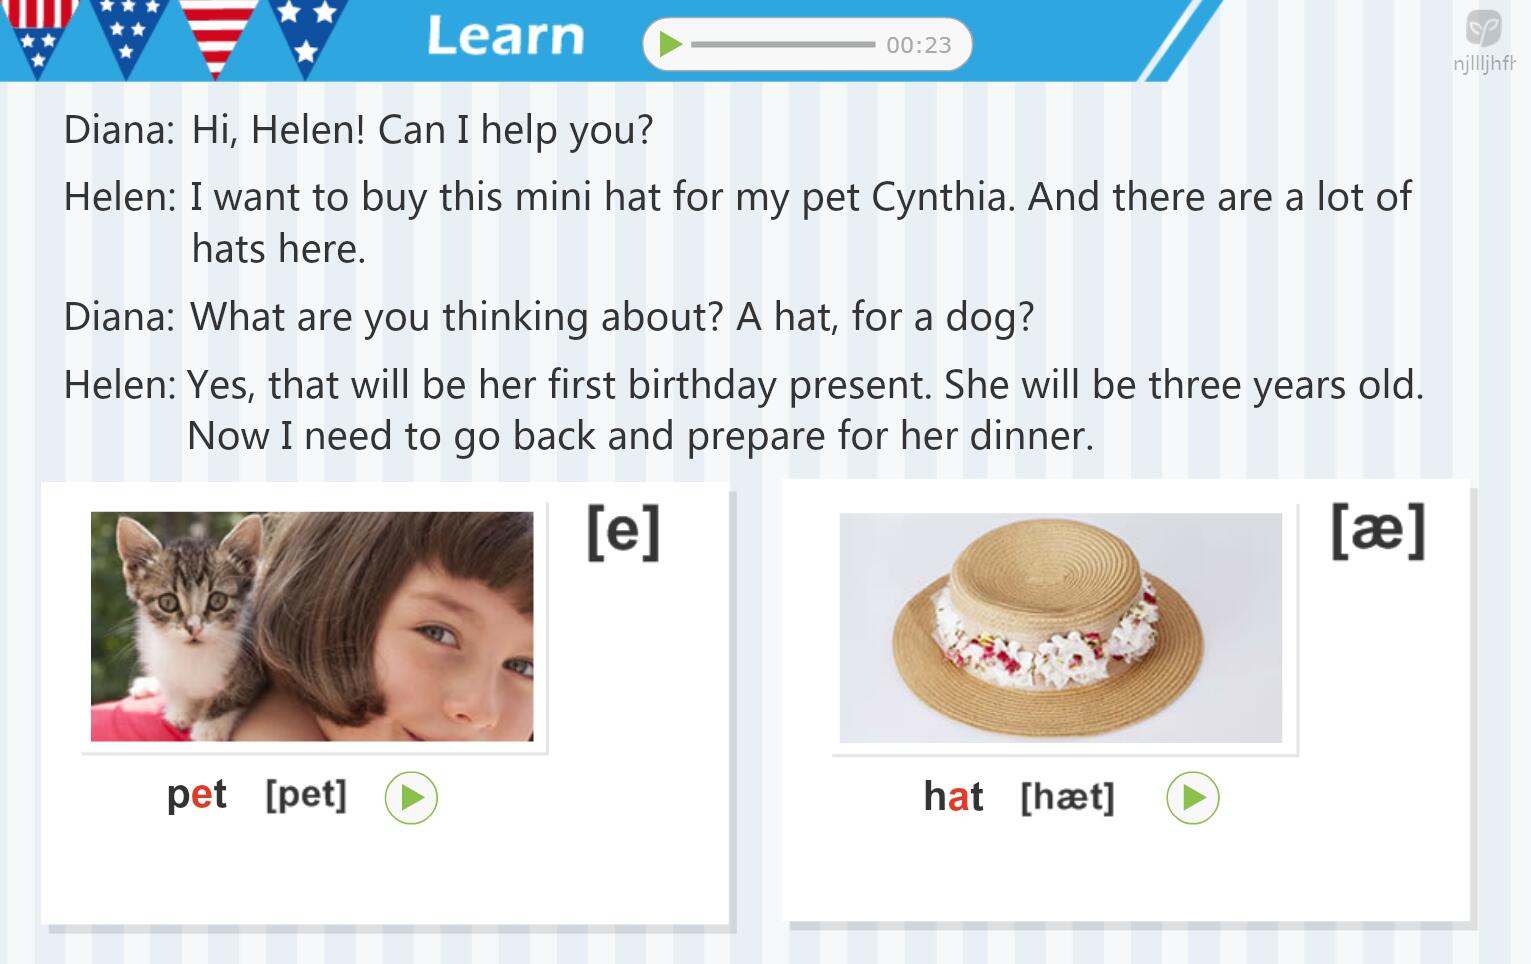 Learn
00:23
njllljhfh
Diana: Hi, Helen! Can I help you?
Helen: I want to buy this mini hat for my pet Cynthia. And there are a lot of
hats here.
Diana: What are you thinking about? A hat, for a dog?
Helen: Yes, that will be her first birthday present. She will be three years old.
Now I need to go back and prepare for her dinner.
[e]
pet [pet]
[æ]
hat [hæt]